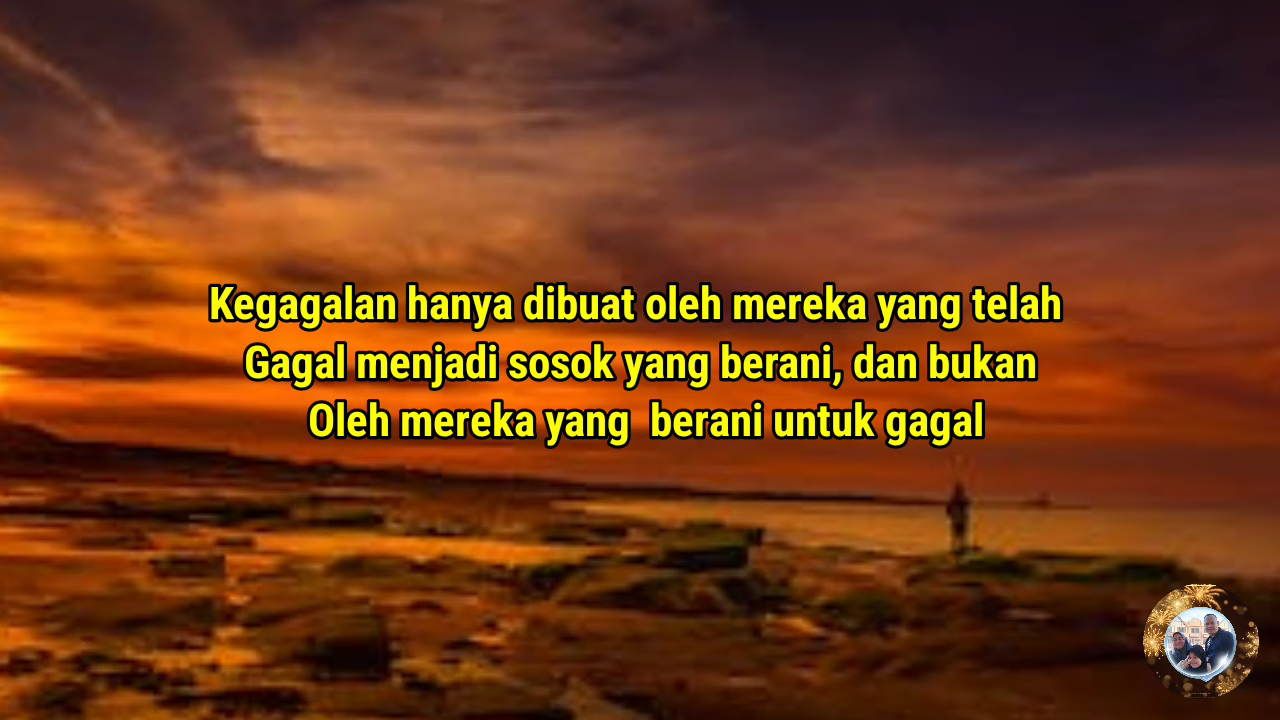 Kegagalan hanya dibuat oleh mereka yang telah
Gagal menjadi sosok yang berani, dan bukan
Oleh mereka yang  berani untuk gagal